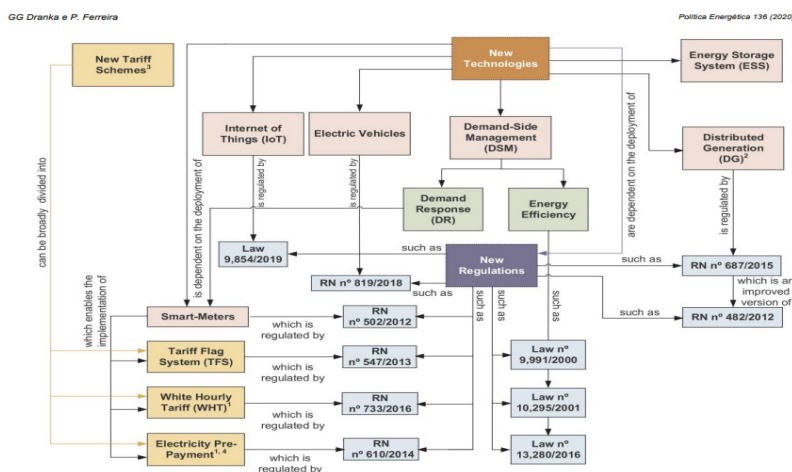 GG Dranka e P. Ferreira
Política Energética 136 (2020)
New Tariff
Schemes³
New
Technologies
Energy Storage
System (ESS)
Internet of
Things (IoT)
Electric Vehicles
Demand-Side
Management
(DSM)
Distributed
Generation (DG)²
can be broadly divided into
is dependent on the deployment of
is regulated by
is regulated by
are dependent on the deployment of
is regulated by
Demand
Response
(DR)
Energy
Efficiency
Law
9,854/2019
such as
New
Regulations
such as
RN nº 687/2015
RN nº 819/2018
such as
which is an
improved
version of
which enables the
implementation of
Smart-Meters
which is
regulated by
RN
nº 502/2012
such as
such as
such as
such as
RN nº 482/2012
Tariff Flag
System (TFS)
which is
regulated by
RN
nº 547/2013
Law nº
9,991/2000
White Hourly
Tariff (WHT)¹
which is
regulated by
RN
nº 733/2016
Law nº
10,295/2001
Electricity Pre-
Payment¹˒ ⁴
which is
regulated by
RN
nº 610/2014
Law nº
13,280/2016